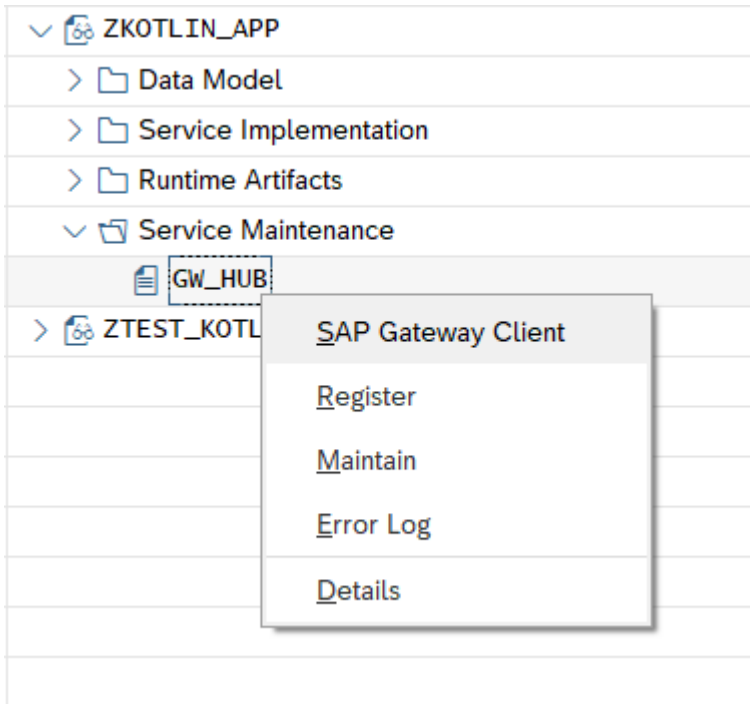 ZKOTLIN_APP
Data Model
Service Implementation
Runtime Artifacts
Service Maintenance
GW_HUB
ZTEST_KOTL
SAP Gateway Client
Register
Maintain
Error Log
Details